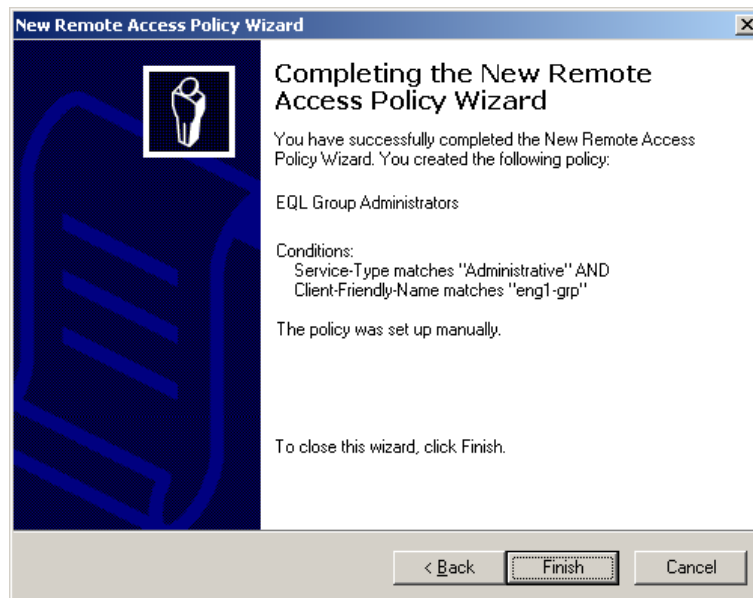 New Remote Access Policy Wizard
Completing the New Remote
Access Policy Wizard
You have successfully completed the New Remote Access
Policy Wizard. You created the following policy:
EQL Group Administrators
Conditions:
Service-Type matches "Administrative" AND
Client-Friendly-Name matches "eng1-grp"
The policy was set up manually.
To close this wizard, click Finish.
< Back
Finish
Cancel